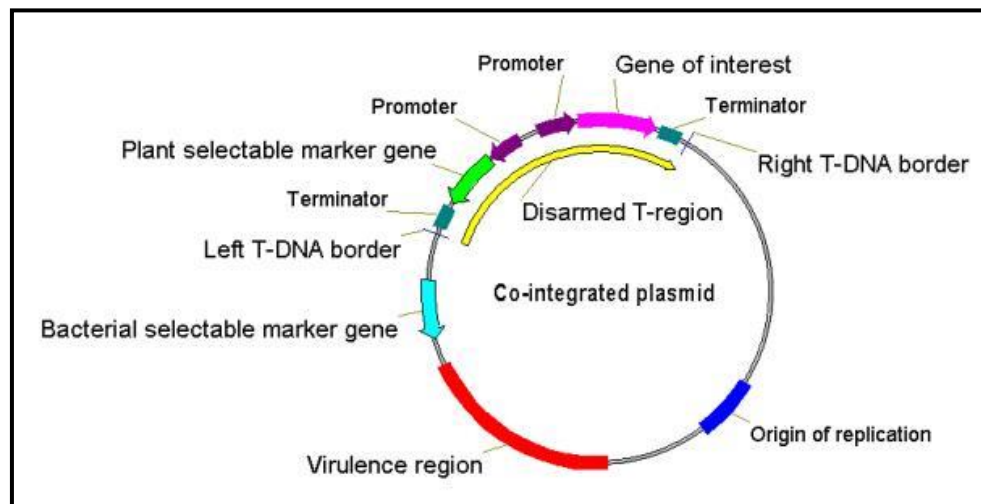 Promoter
Gene of interest
Promoter
Terminator
Plant selectable marker gene
Right T-DNA border
Terminator
Disarmed T-region
Left T-DNA border
Co-integrated plasmid
Bacterial selectable marker gene
Origin of replication
Virulence region